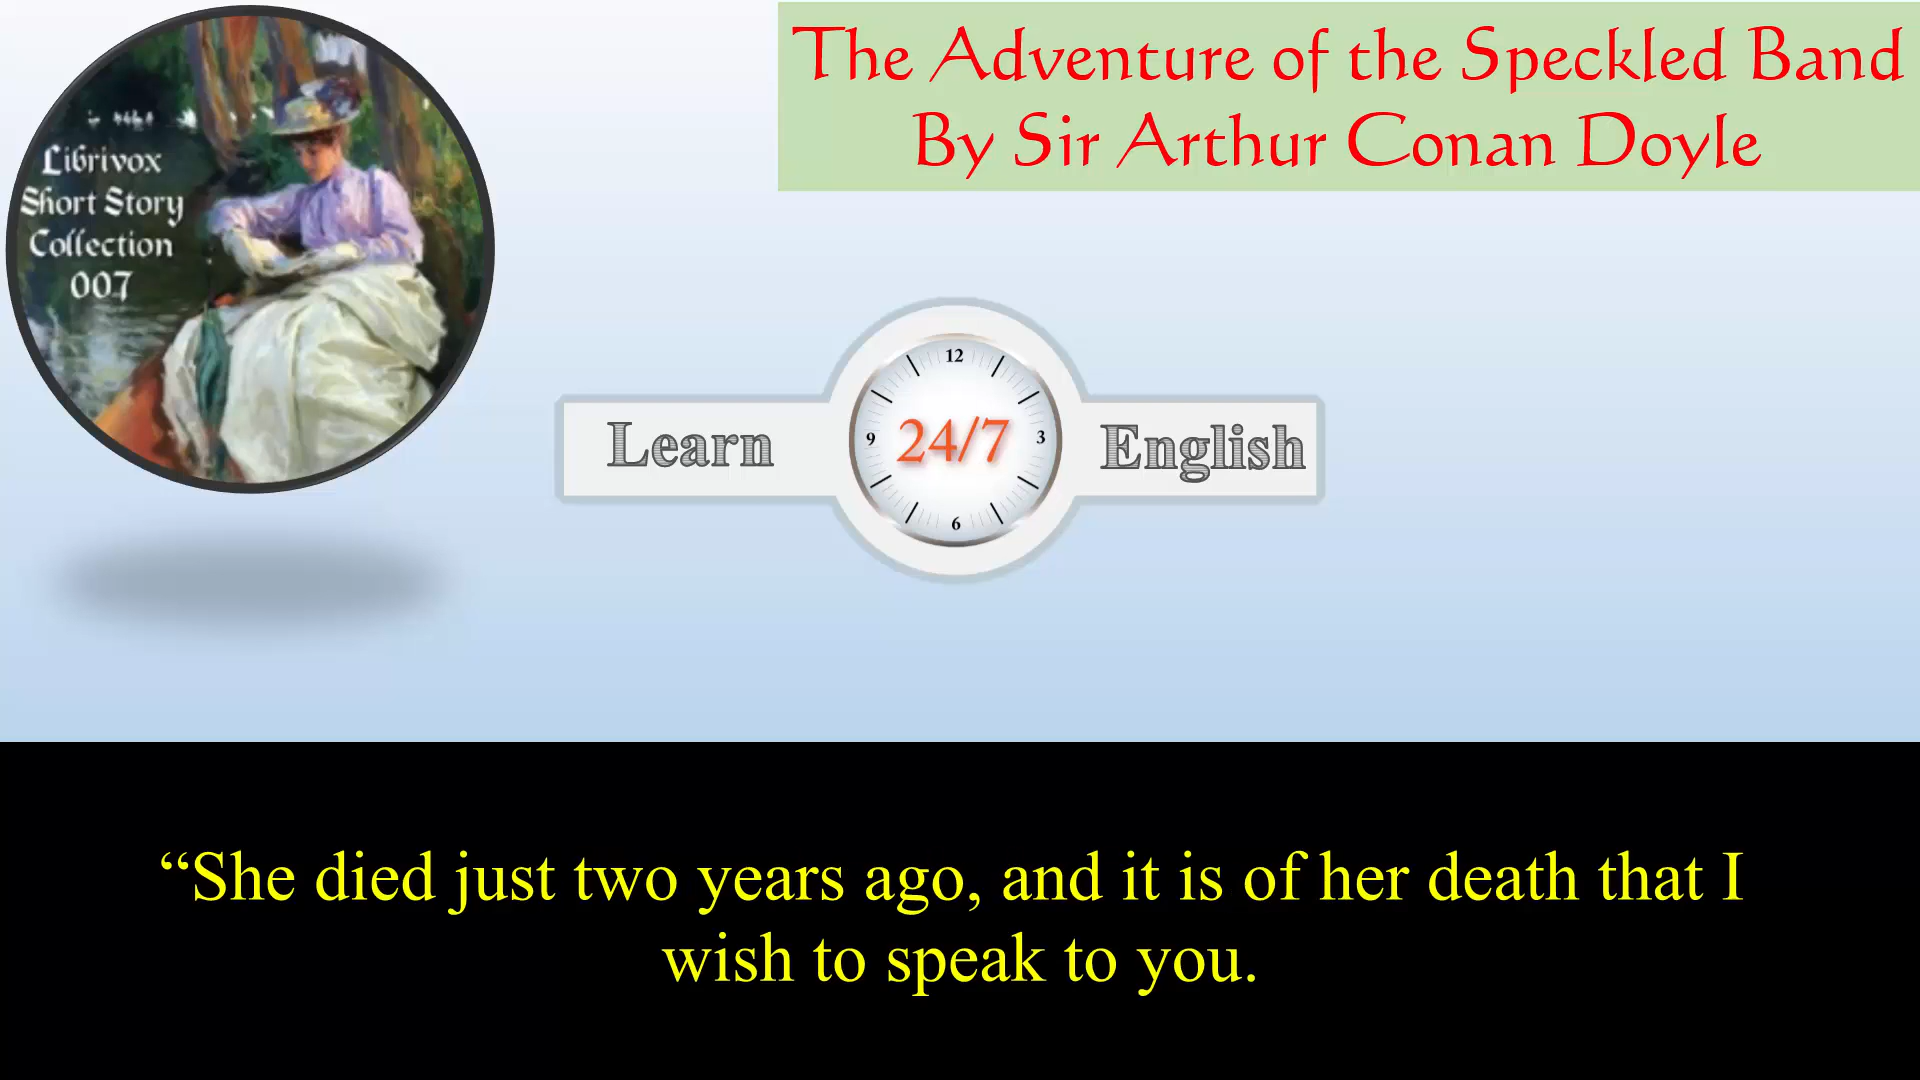 Librivox
Short Story
Collection
007
The Adventure of the Speckled Band
By Sir Arthur Conan Doyle
Learn
24/7
English
12
3
6
9
“She died just two years ago, and it is of her death that I
wish to speak to you.